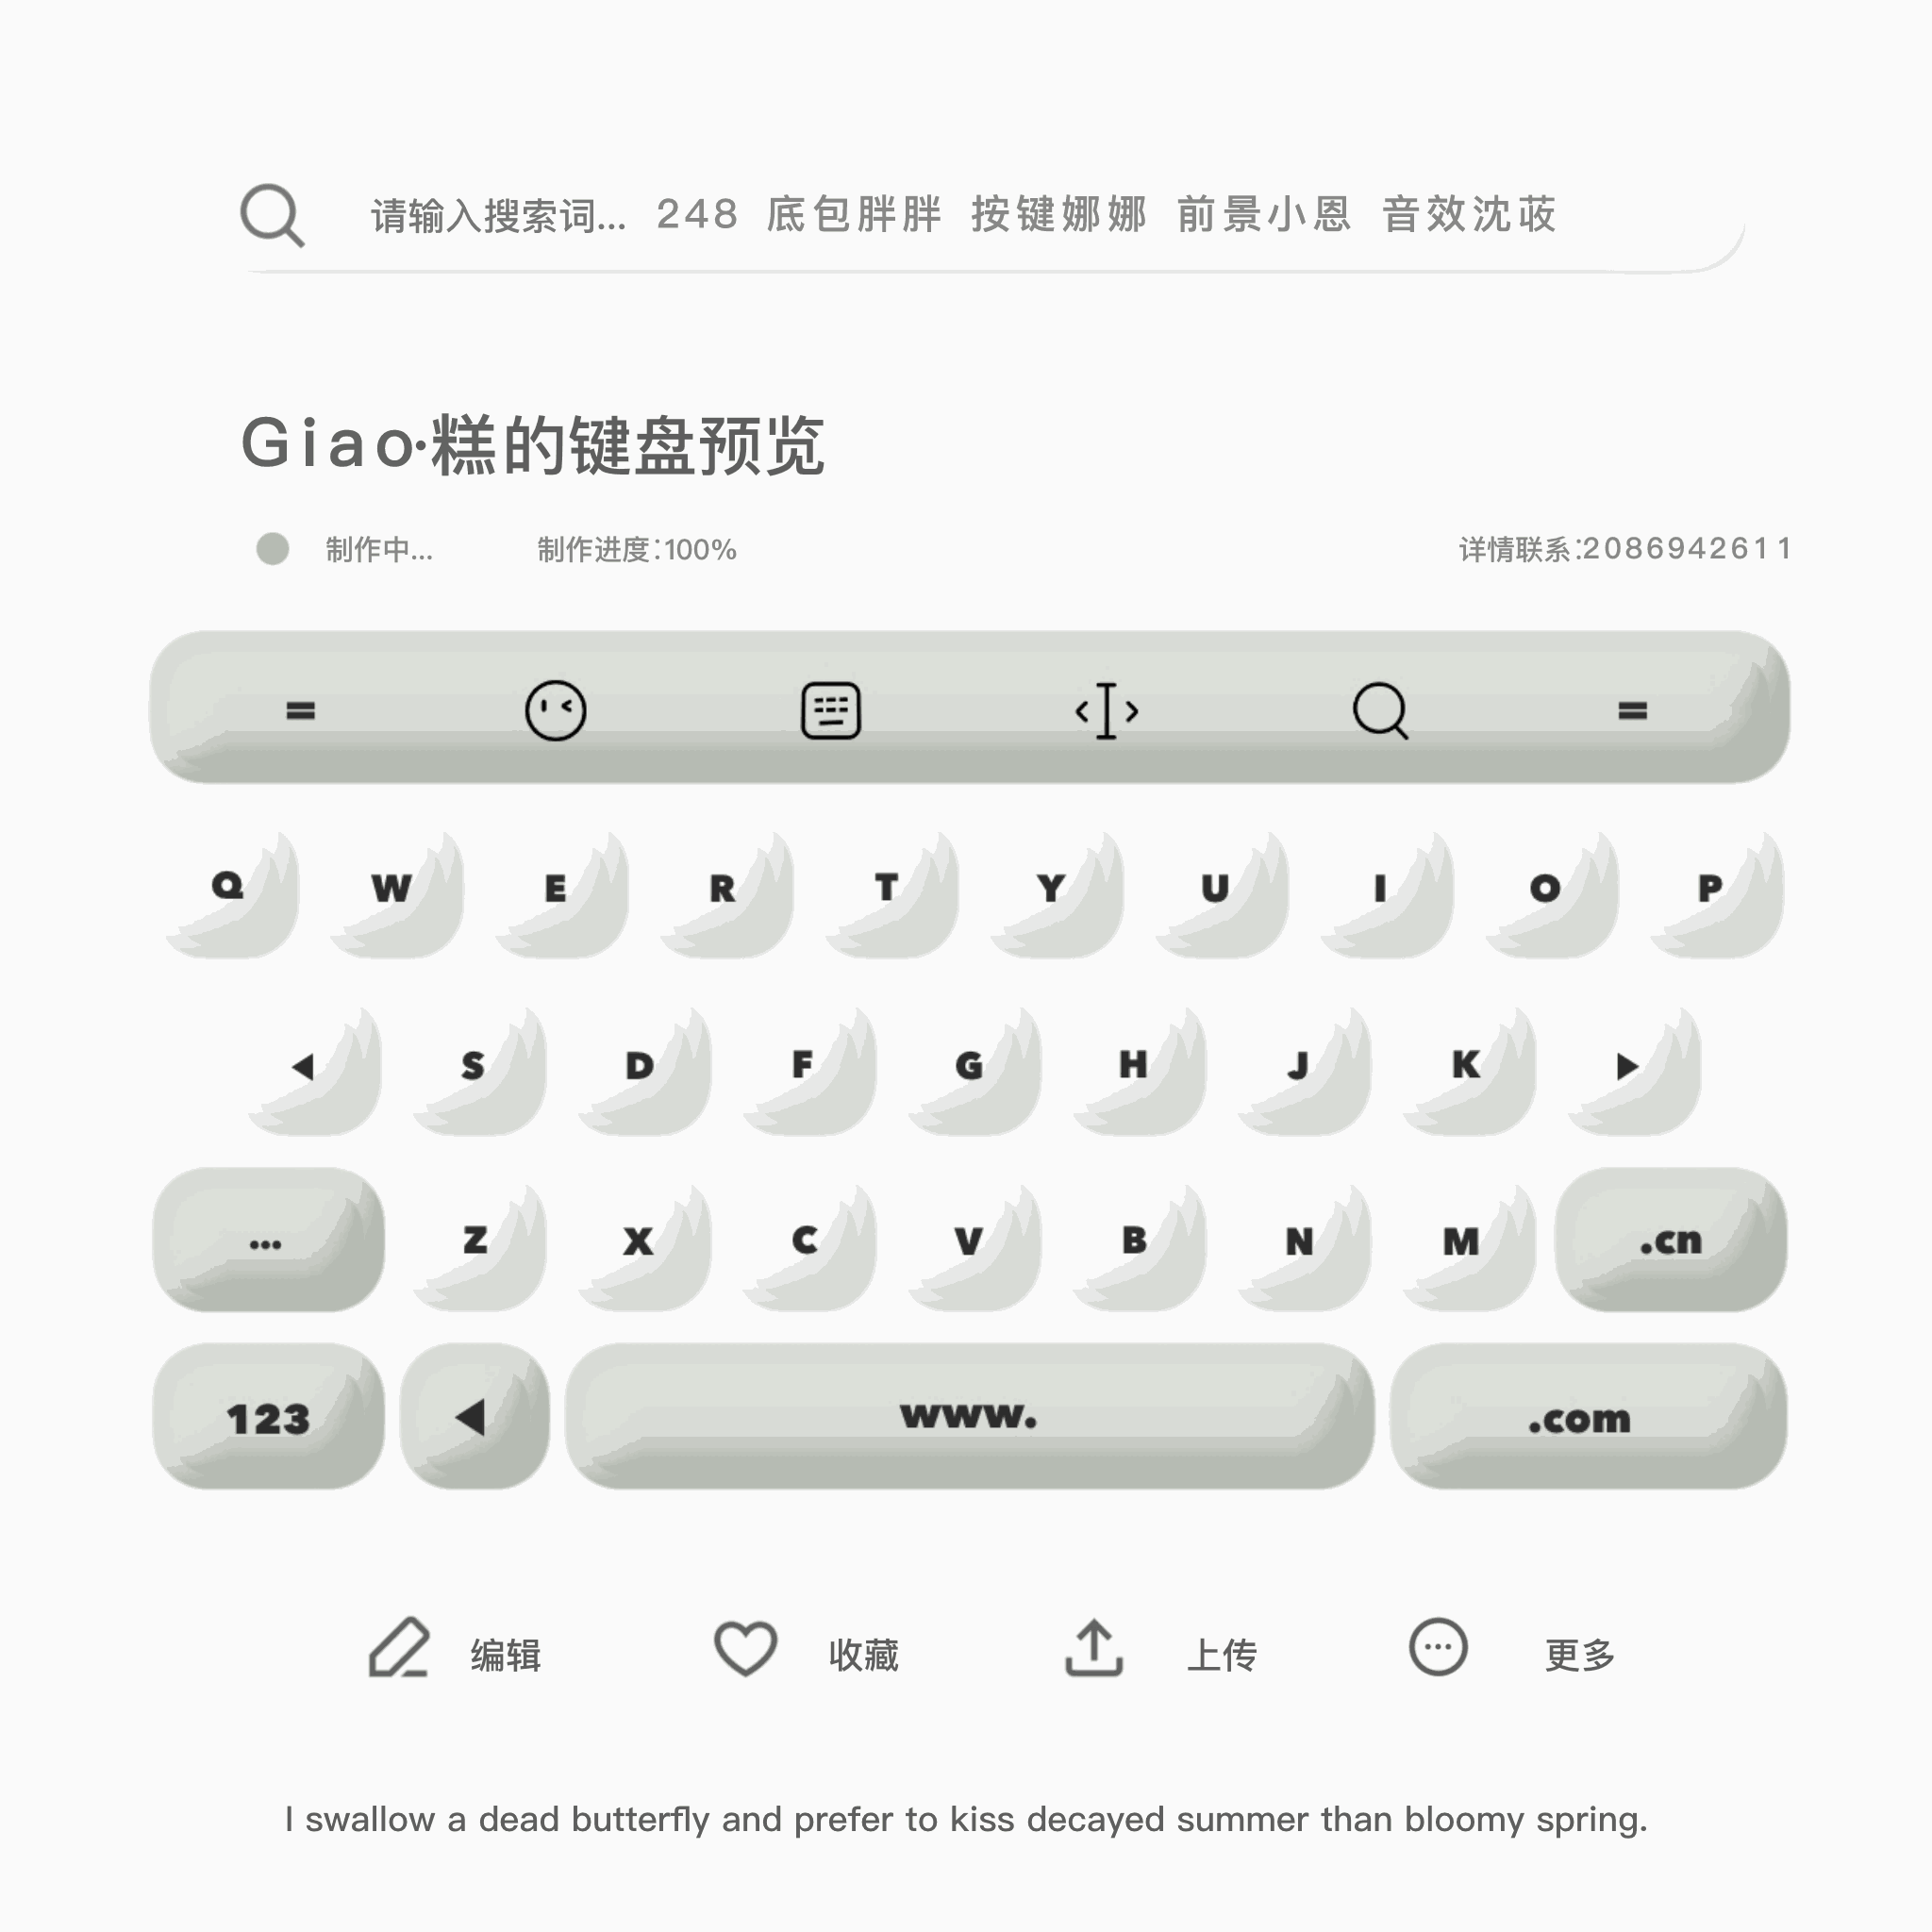 请输入搜索词... 248 底包胖胖 按键娜娜 前景小恩 音效沈荍
Giao·糕的键盘预览
制作中... 制作进度:100% 详情联系:2086942611
= =
Q W E R T Y U I O P
S D F G H J K
... Z X C V B N M .cn
123 www. .com
编辑 收藏 上传 更多
I swallow a dead butterfly and prefer to kiss decayed summer than bloomy spring.